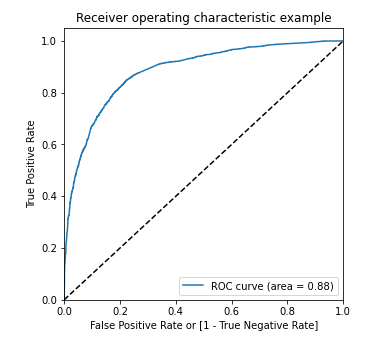 Receiver operating characteristic example
1.0
0.8
0.6
0.4
0.2
0.0
True Positive Rate
ROC curve (area = 0.88)
0.0 0.2 0.4 0.6 0.8 1.0
False Positive Rate or [1 - True Negative Rate]